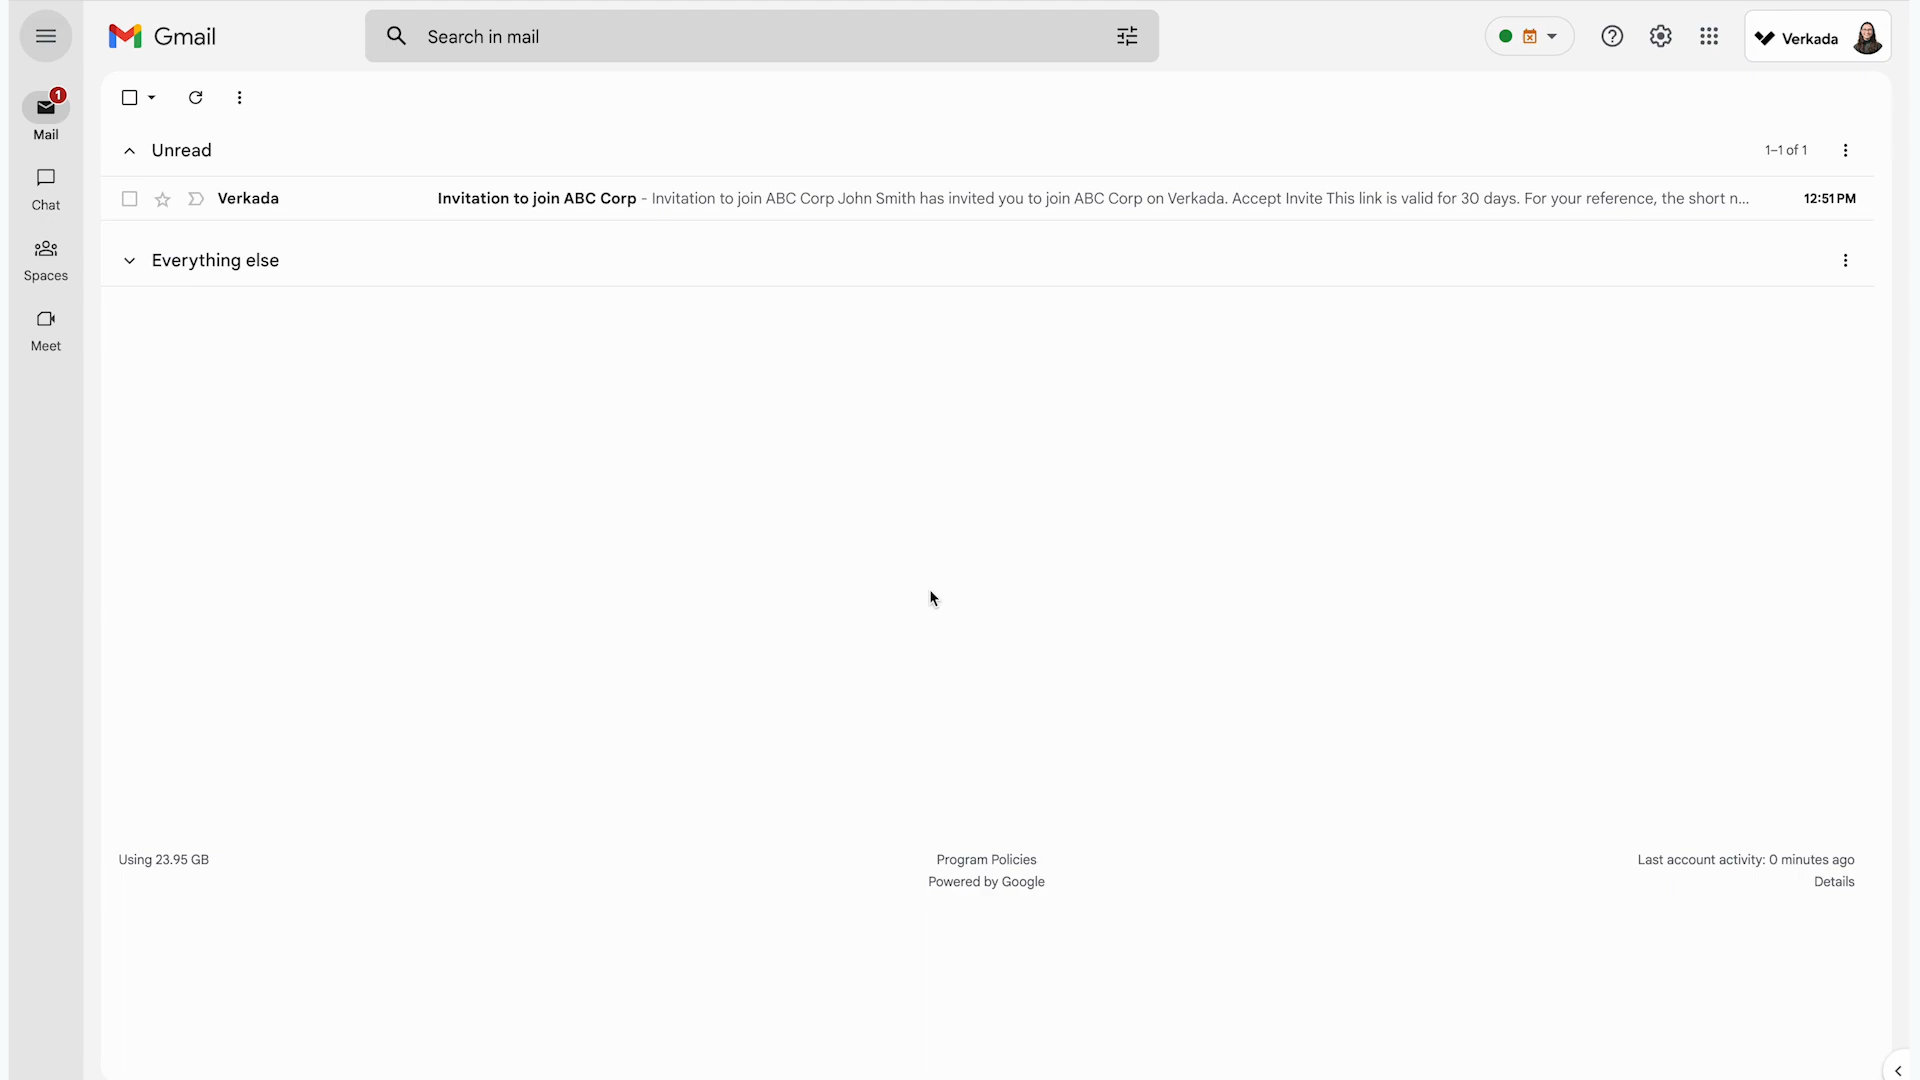 Gmail
Search in mail
Verkada
1
Mail
Unread
1–1 of 1
Chat
Verkada
Invitation to join ABC Corp - Invitation to join ABC Corp John Smith has invited you to join ABC Corp on Verkada. Accept Invite This link is valid for 30 days. For your reference, the short n...
12:51 PM
Everything else
Spaces
Meet
Using 23.95 GB
Program Policies
Powered by Google
Last account activity: 0 minutes ago
Details